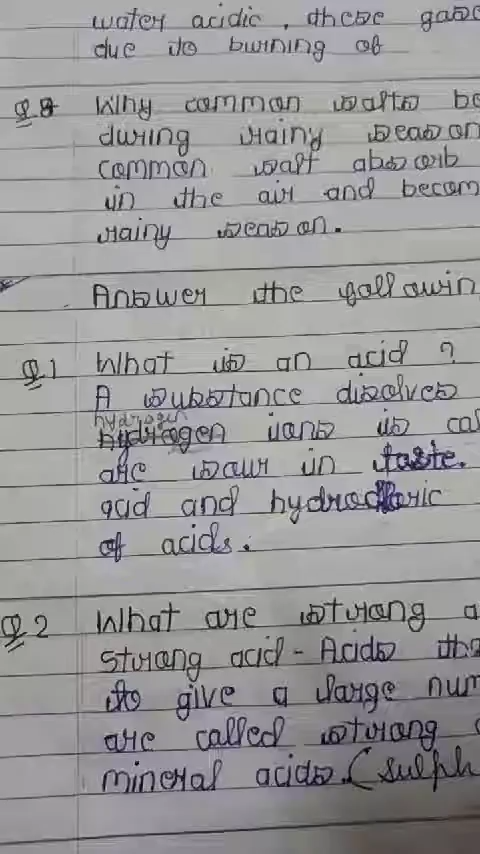 water acidic, these gase
due to burning of
Q 8 Why common salts be
during rainy season
common salt absorb
in the air and becom
rainy season.
Answer the followin
Q 1 What is an acid ?
A substance disolves
hydrogen
Hydrogen ions is cal
are sour in taste.
acid and hydrochloric
of acids.
Q 2 What are strong a
Strong acid - Acids tha
to give a large num
are called strong
mineral acids. (Sulph